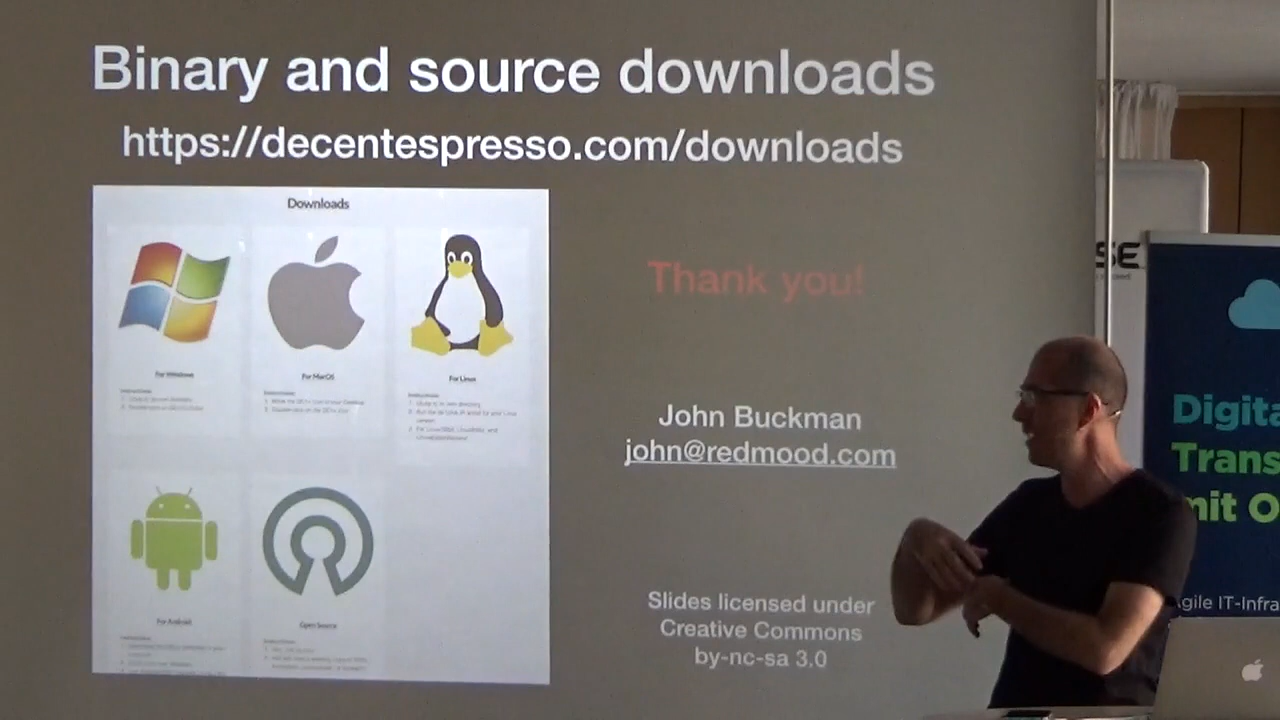 Binary and source downloads
https://decentespresso.com/downloads
Downloads
For Windows
For MacOS
For Linux
For Android
Open Source
Thank you!
John Buckman
john@redmood.com
Slides licensed under
Creative Commons
by-nc-sa 3.0
SE
Digita
Trans
mit O
gile IT-Infra